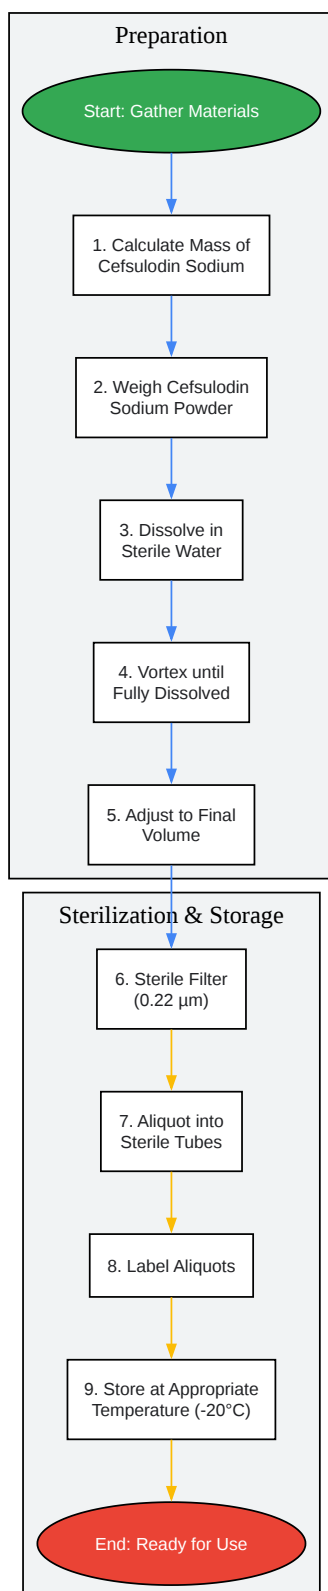 Preparation
Start: Gather Materials
1. Calculate Mass of
Cefsulodin Sodium
2. Weigh Cefsulodin
Sodium Powder
3. Dissolve in
Sterile Water
4. Vortex until
Fully Dissolved
5. Adjust to Final
Volume
Sterilization & Storage
6. Sterile Filter
(0.22 µm)
7. Aliquot into
Sterile Tubes
8. Label Aliquots
9. Store at Appropriate
Temperature (-20°C)
End: Ready for Use